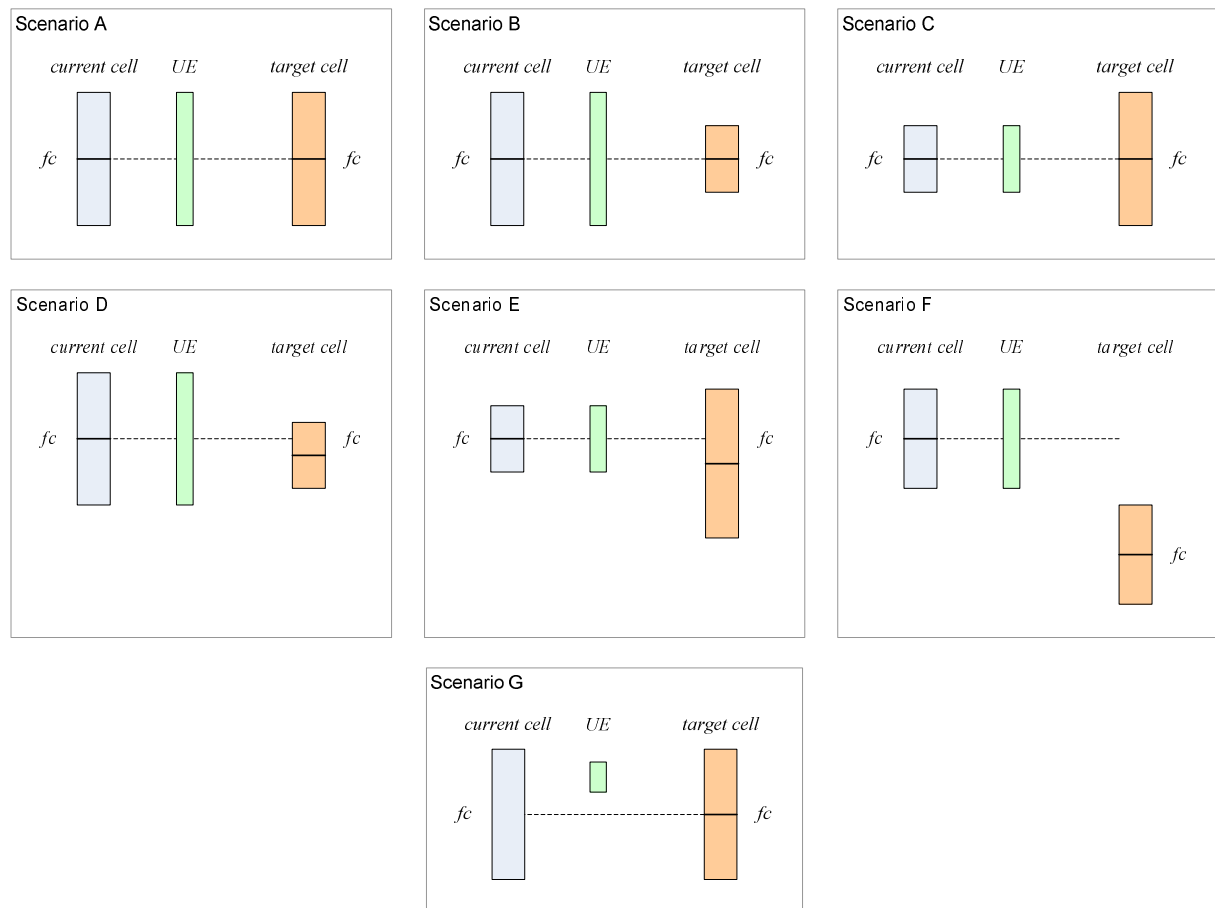 Scenario A
current cell UE target cell
fc fc
Scenario B
current cell UE target cell
fc fc
Scenario C
current cell UE target cell
fc fc
Scenario D
current cell UE target cell
fc fc
Scenario E
current cell UE target cell
fc fc
Scenario F
current cell UE target cell
fc
fc
Scenario G
current cell UE target cell
fc fc